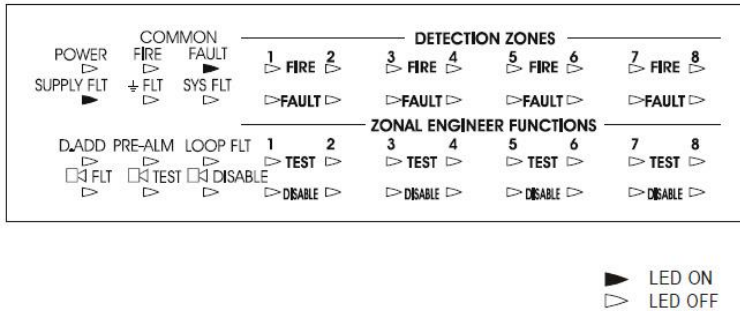 COMMON
DETECTION ZONES
POWER FIRE FAULT 1 FIRE 2 3 FIRE 4 5 FIRE 6 7 FIRE 8
SUPPLY FLT ⏚ FLT SYS FLT FAULT FAULT FAULT FAULT
ZONAL ENGINEER FUNCTIONS
D.ADD PRE-ALM LOOP FLT 1 2 3 4 5 6 7 8
TEST TEST TEST TEST
FLT TEST DISABLE
DISABLE DISABLE DISABLE DISABLE
LED ON
LED OFF